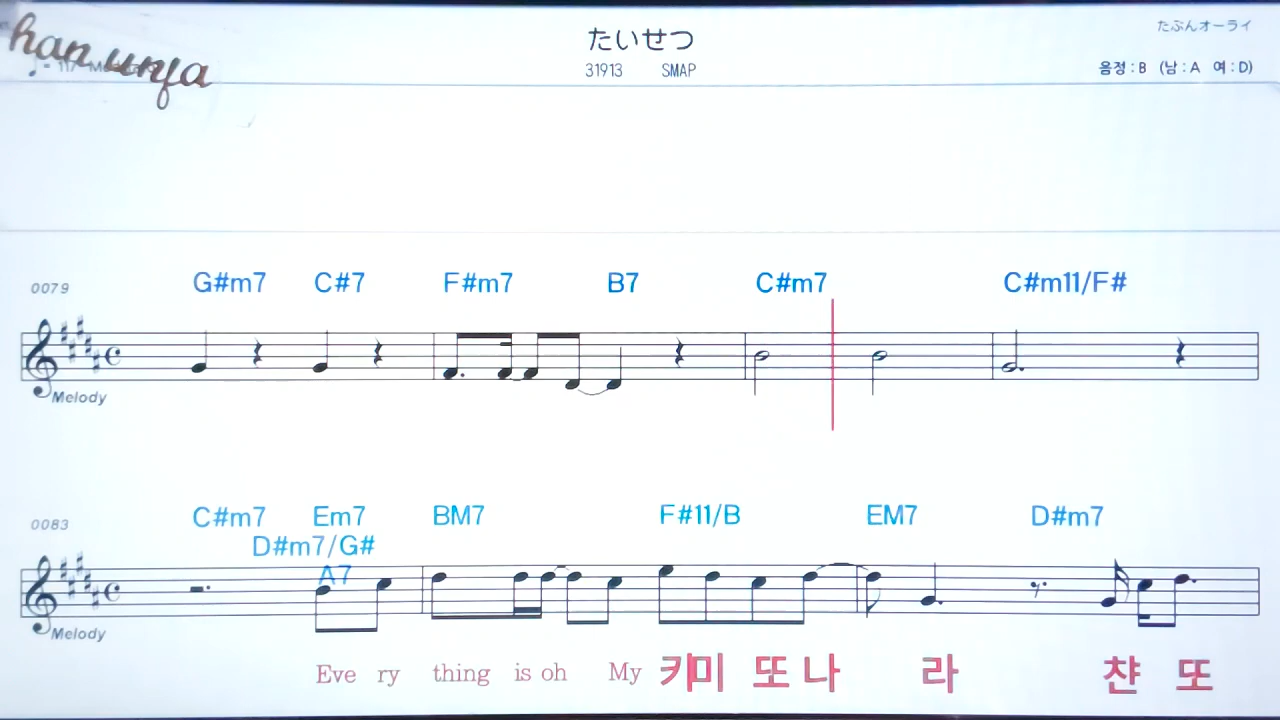 han unya
たいせつ
たぶんオーライ
31913 SMAP
음정:B (남:A 여:D)
0079
G#m7 C#7 F#m7 B7 C#m7 C#m11/F#
Melody
0083
C#m7 Em7 BM7 F#11/B EM7 D#m7
D#m7/G#
A7
Melody
Eve ry thing is oh My 키미 또 나 라 챤 또